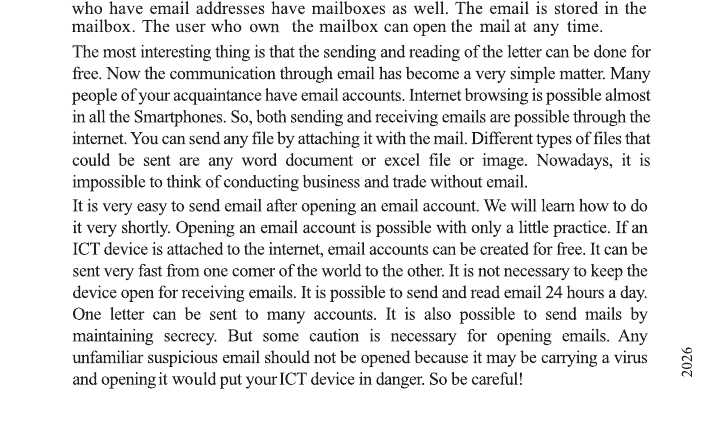 who have email addresses have mailboxes as well. The email is stored in the
mailbox. The user who own the mailbox can open the mail at any time.
The most interesting thing is that the sending and reading of the letter can be done for
free. Now the communication through email has become a very simple matter. Many
people of your acquaintance have email accounts. Internet browsing is possible almost
in all the Smartphones. So, both sending and receiving emails are possible through the
internet. You can send any file by attaching it with the mail. Different types of files that
could be sent are any word document or excel file or image. Nowadays, it is
impossible to think of conducting business and trade without email.
It is very easy to send email after opening an email account. We will learn how to do
it very shortly. Opening an email account is possible with only a little practice. If an
ICT device is attached to the internet, email accounts can be created for free. It can be
sent very fast from one comer of the world to the other. It is not necessary to keep the
device open for receiving emails. It is possible to send and read email 24 hours a day.
One letter can be sent to many accounts. It is also possible to send mails by
maintaining secrecy. But some caution is necessary for opening emails. Any
unfamiliar suspicious email should not be opened because it may be carrying a virus
and opening it would put your ICT device in danger. So be careful!
2026